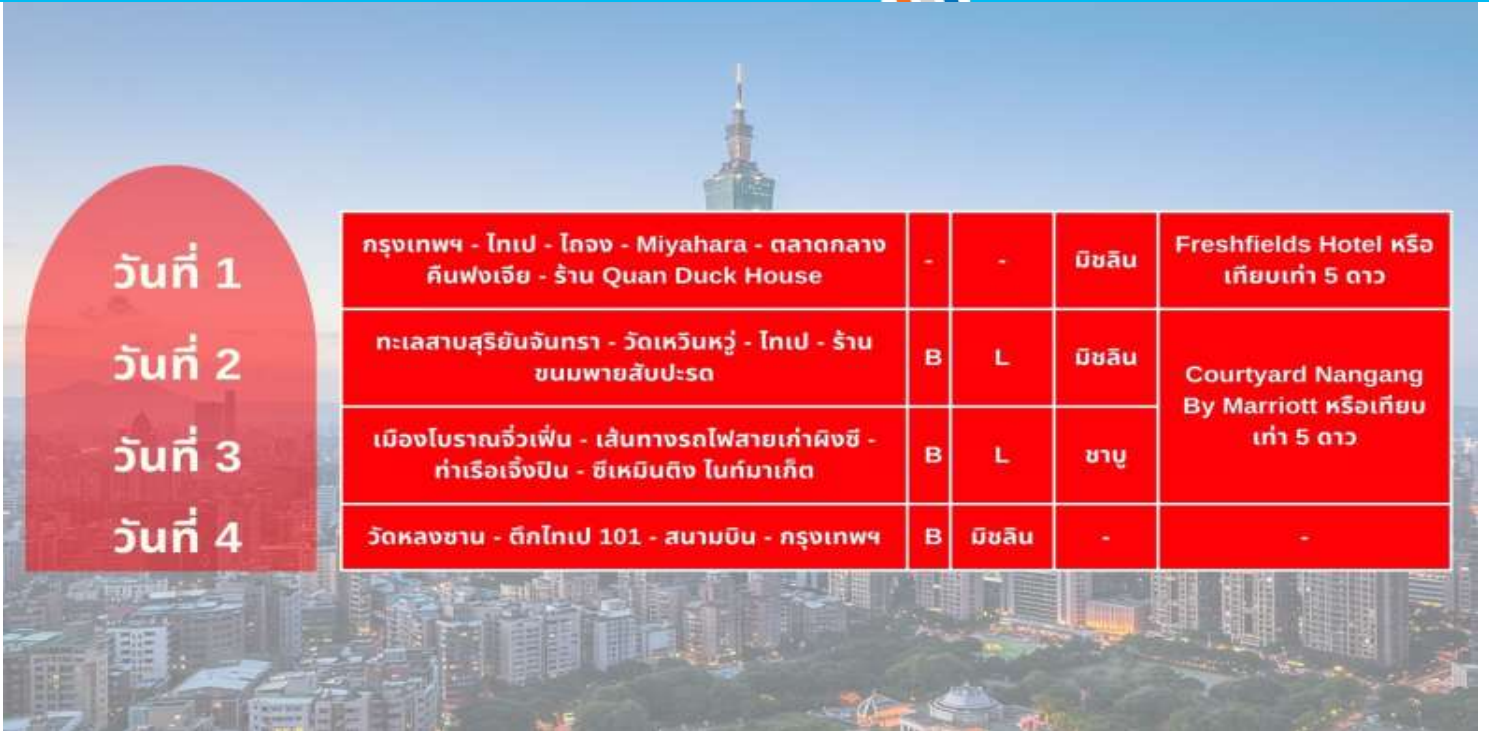 วันที่ 1
กรุงเทพฯ - ไทเป - ไถจง - Miyahara - ตลาดกลาง
คืนฟงเจีย - ร้าน Quan Duck House
-
-
มิชลิน
Freshfields Hotel หรือ
เทียบเท่า 5 ดาว
วันที่ 2
ทะเลสาบสุริยันจันทรา - วัดเหวินหวู่ - ไทเป - ร้าน
ขนมพายสับปะรด
B
L
มิชลิน
Courtyard Nangang
By Marriott หรือเทียบ
เท่า 5 ดาว
วันที่ 3
เมืองโบราณจิ่วเฟิ่น - เส้นทางรถไฟสายเก่าผิงซี -
ท่าเรือเจิ้งปิน - ซีเหมินติง ไนท์มาเก็ต
B
L
ชาบู
วันที่ 4
วัดหลงซาน - ตึกไทเป 101 - สนามบิน - กรุงเทพฯ
B
มิชลิน
-
-